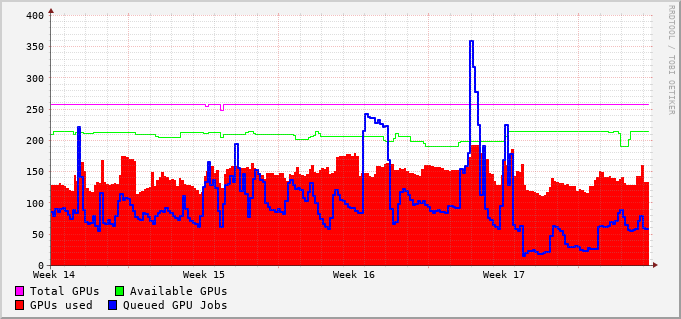 400
350
300
250
200
150
100
50
0
Week 14 Week 15 Week 16 Week 17
Total GPUs Available GPUs
GPUs used Queued GPU Jobs
RRDTOOL / TOBI OETIKER